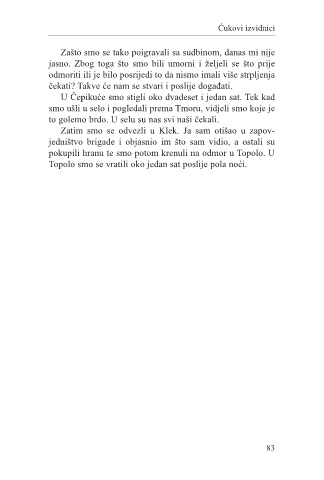 Ćukovi izvidnici
Zašto smo se tako poigravali sa sudbinom, danas mi nije
jasno. Zbog toga što smo bili umorni i željeli se što prije
odmoriti ili je bilo posrijedi to da nismo imali više strpljenja
čekati? Takve će nam se stvari i poslije događati.
U Čepikuće smo stigli oko dvadeset i jedan sat. Tek kad
smo ušli u selo i pogledali prema Tmoru, vidjeli smo koje je
to golemo brdo. U selu su nas svi naši čekali.
Zatim smo se odvezli u Klek. Ja sam otišao u zapov-
jedništvo brigade i objasnio im što sam vidio, a ostali su
pokupili hranu te smo potom krenuli na odmor u Topolo. U
Topolo smo se vratili oko jedan sat poslije pola noći.
83